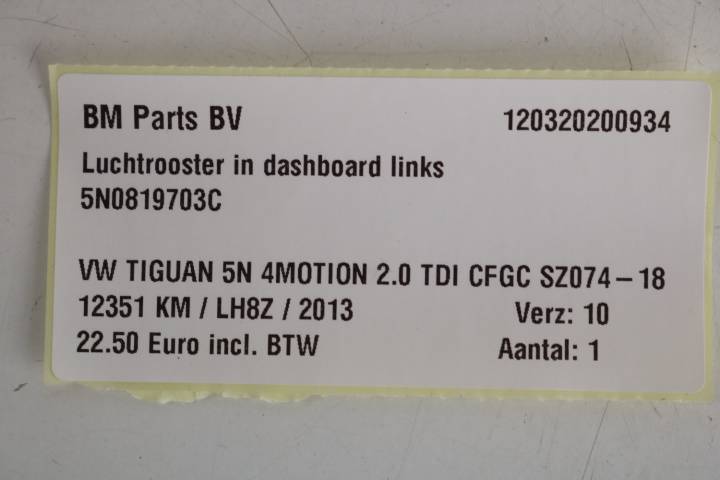 BM Parts BV 120320200934
Luchtrooster in dashboard links
5N0819703C
VW TIGUAN 5N 4MOTION 2.0 TDI CFGC SZ074-18
12351 KM / LH8Z / 2013 Verz: 10
22.50 Euro incl. BTW Aantal: 1